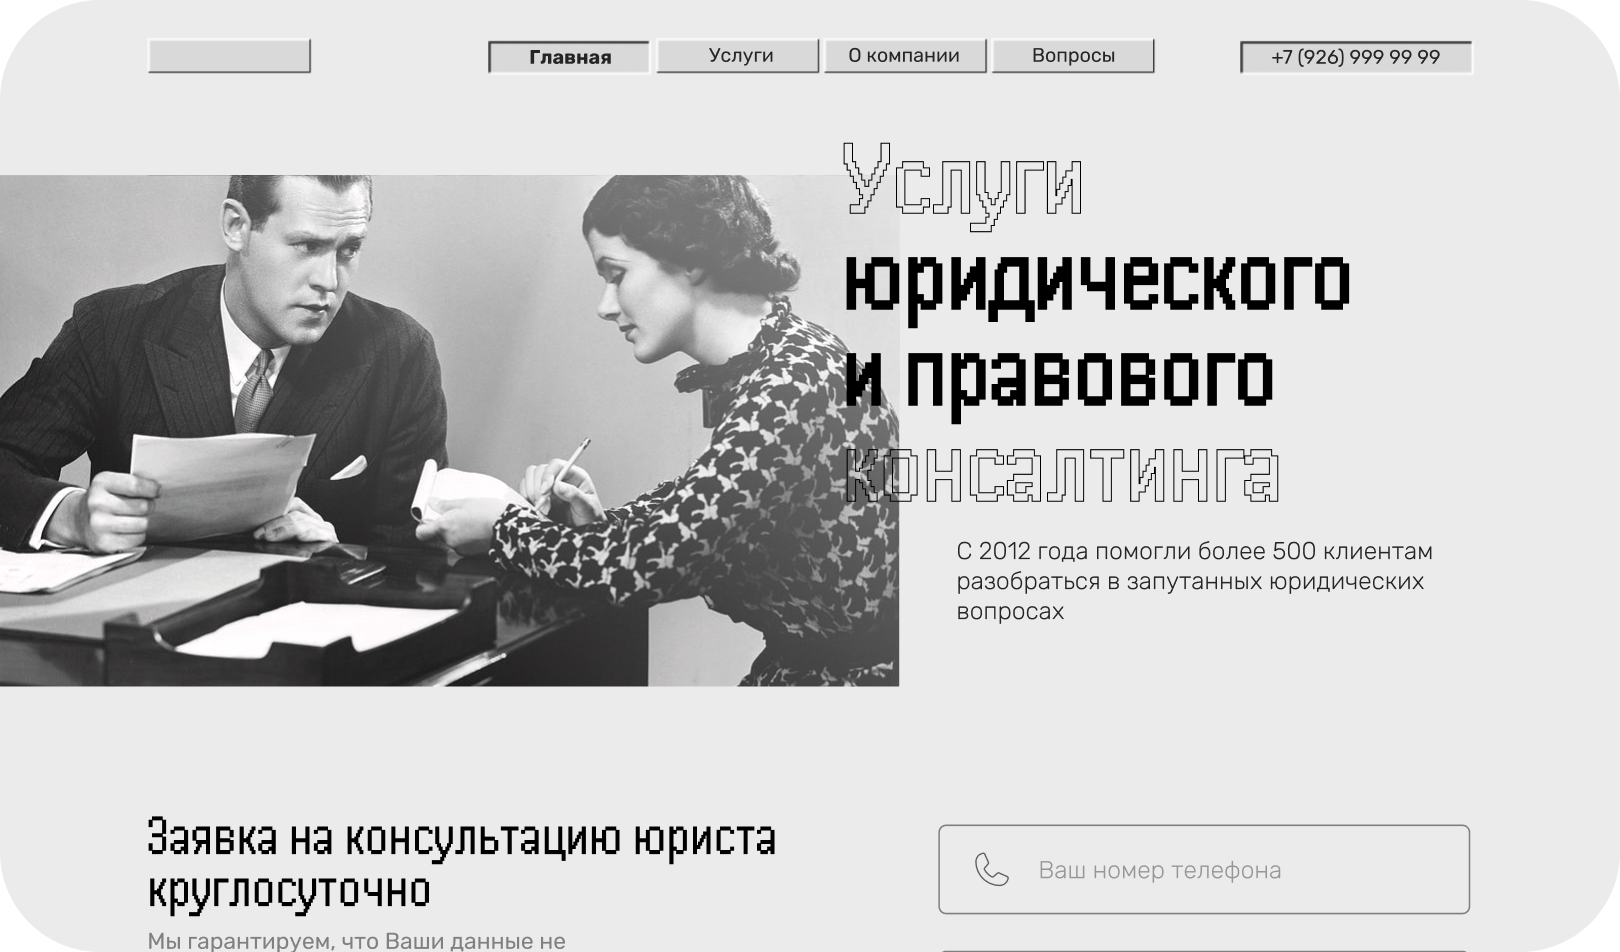 Главная
Услуги
О компании
Вопросы
+7 (926) 999 99 99
Услуги
юридического
и правового
консалтинга
С 2012 года помогли более 500 клиентам
разобраться в запутанных юридических
вопросах
Заявка на консультацию юриста
круглосуточно
Мы гарантируем, что Ваши данные не
Ваш номер телефона